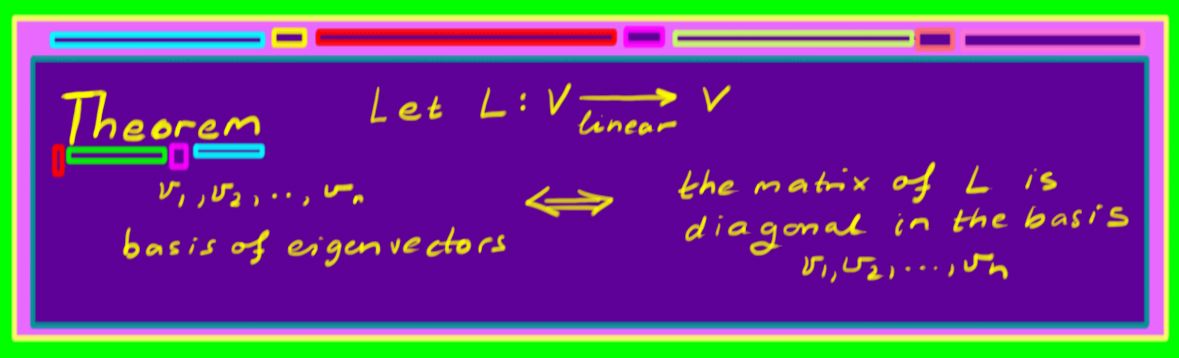 Theorem
Let L : V → V
linear
v₁, v₂, .., vₙ
basis of eigenvectors
⟺
the matrix of L is
diagonal in the basis
v₁, v₂, ..., vₙ